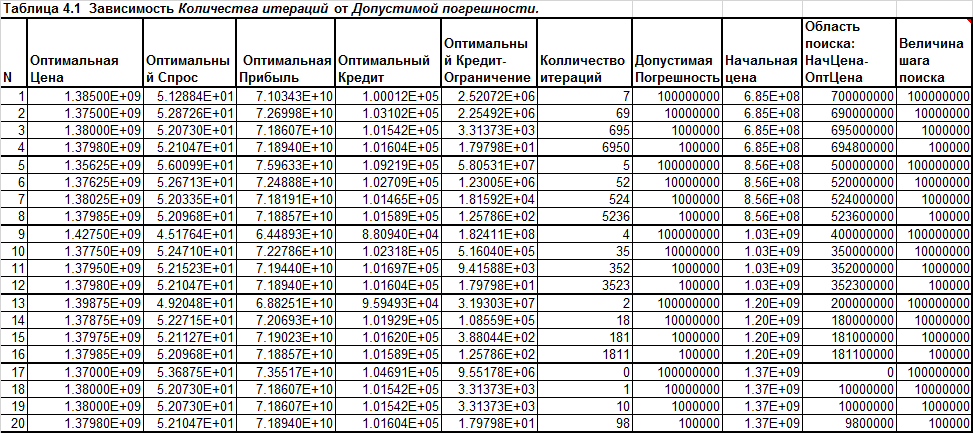 Таблица 4.1 Зависимость Количества итераций от Допустимой погрешности.
N Оптимальная Цена Оптимальны й Спрос Оптимальная Прибыль Оптимальный Кредит Оптимальны й Кредит-Ограничение Колличество итераций Допустимая Погрешность Начальная цена Область поиска: НачЦена-ОптЦена Величина шага поиска
1 1.38500E+09 5.12884E+01 7.10343E+10 1.00012E+05 2.52072E+06 7 100000000 6.85E+08 700000000 100000000
2 1.37500E+09 5.28726E+01 7.26998E+10 1.03102E+05 2.25492E+06 69 10000000 6.85E+08 690000000 10000000
3 1.38000E+09 5.20730E+01 7.18607E+10 1.01542E+05 3.31373E+03 695 1000000 6.85E+08 695000000 1000000
4 1.37980E+09 5.21047E+01 7.18940E+10 1.01604E+05 1.79798E+01 6950 100000 6.85E+08 694800000 100000
5 1.35625E+09 5.60099E+01 7.59633E+10 1.09219E+05 5.80531E+07 5 100000000 8.56E+08 500000000 100000000
6 1.37625E+09 5.26713E+01 7.24888E+10 1.02709E+05 1.23005E+06 52 10000000 8.56E+08 520000000 10000000
7 1.38025E+09 5.20335E+01 7.18191E+10 1.01465E+05 1.81592E+04 524 1000000 8.56E+08 524000000 1000000
8 1.37985E+09 5.20968E+01 7.18857E+10 1.01589E+05 1.25786E+02 5236 100000 8.56E+08 523600000 100000
9 1.42750E+09 4.51764E+01 6.44893E+10 8.80940E+04 1.82411E+08 4 100000000 1.03E+09 400000000 100000000
10 1.37750E+09 5.24710E+01 7.22786E+10 1.02318E+05 5.16040E+05 35 10000000 1.03E+09 350000000 10000000
11 1.37950E+09 5.21523E+01 7.19440E+10 1.01697E+05 9.41588E+03 352 1000000 1.03E+09 352000000 1000000
12 1.37980E+09 5.21047E+01 7.18940E+10 1.01604E+05 1.79798E+01 3523 100000 1.03E+09 352300000 100000
13 1.39875E+09 4.92048E+01 6.88251E+10 9.59493E+04 3.19303E+07 2 100000000 1.20E+09 200000000 100000000
14 1.37875E+09 5.22715E+01 7.20693E+10 1.01929E+05 1.08559E+05 18 10000000 1.20E+09 180000000 10000000
15 1.37975E+09 5.21127E+01 7.19023E+10 1.01620E+05 3.88044E+02 181 1000000 1.20E+09 181000000 1000000
16 1.37985E+09 5.20968E+01 7.18857E+10 1.01589E+05 1.25786E+02 1811 100000 1.20E+09 181100000 100000
17 1.37000E+09 5.36875E+01 7.35517E+10 1.04691E+05 9.55178E+06 0 100000000 1.37E+09 0 100000000
18 1.38000E+09 5.20730E+01 7.18607E+10 1.01542E+05 3.31373E+03 1 10000000 1.37E+09 10000000 10000000
19 1.38000E+09 5.20730E+01 7.18607E+10 1.01542E+05 3.31373E+03 10 1000000 1.37E+09 10000000 1000000
20 1.37980E+09 5.21047E+01 7.18940E+10 1.01604E+05 1.79798E+01 98 100000 1.37E+09 9800000 100000